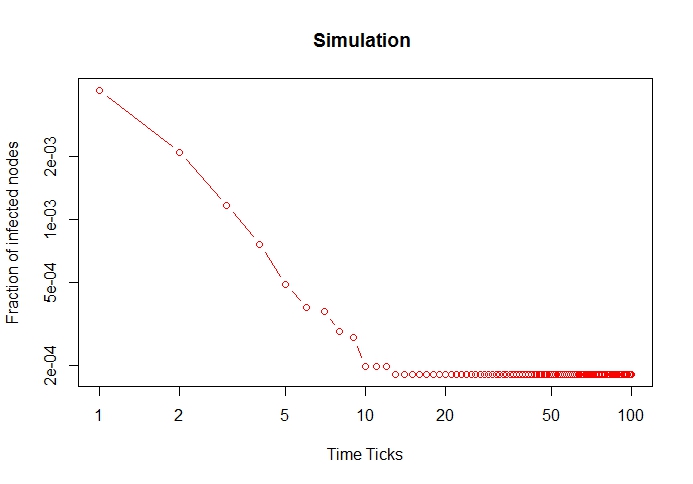 Simulation
Fraction of infected nodes
2e-03
1e-03
5e-04
2e-04
1 2 5 10 20 50 100
Time Ticks